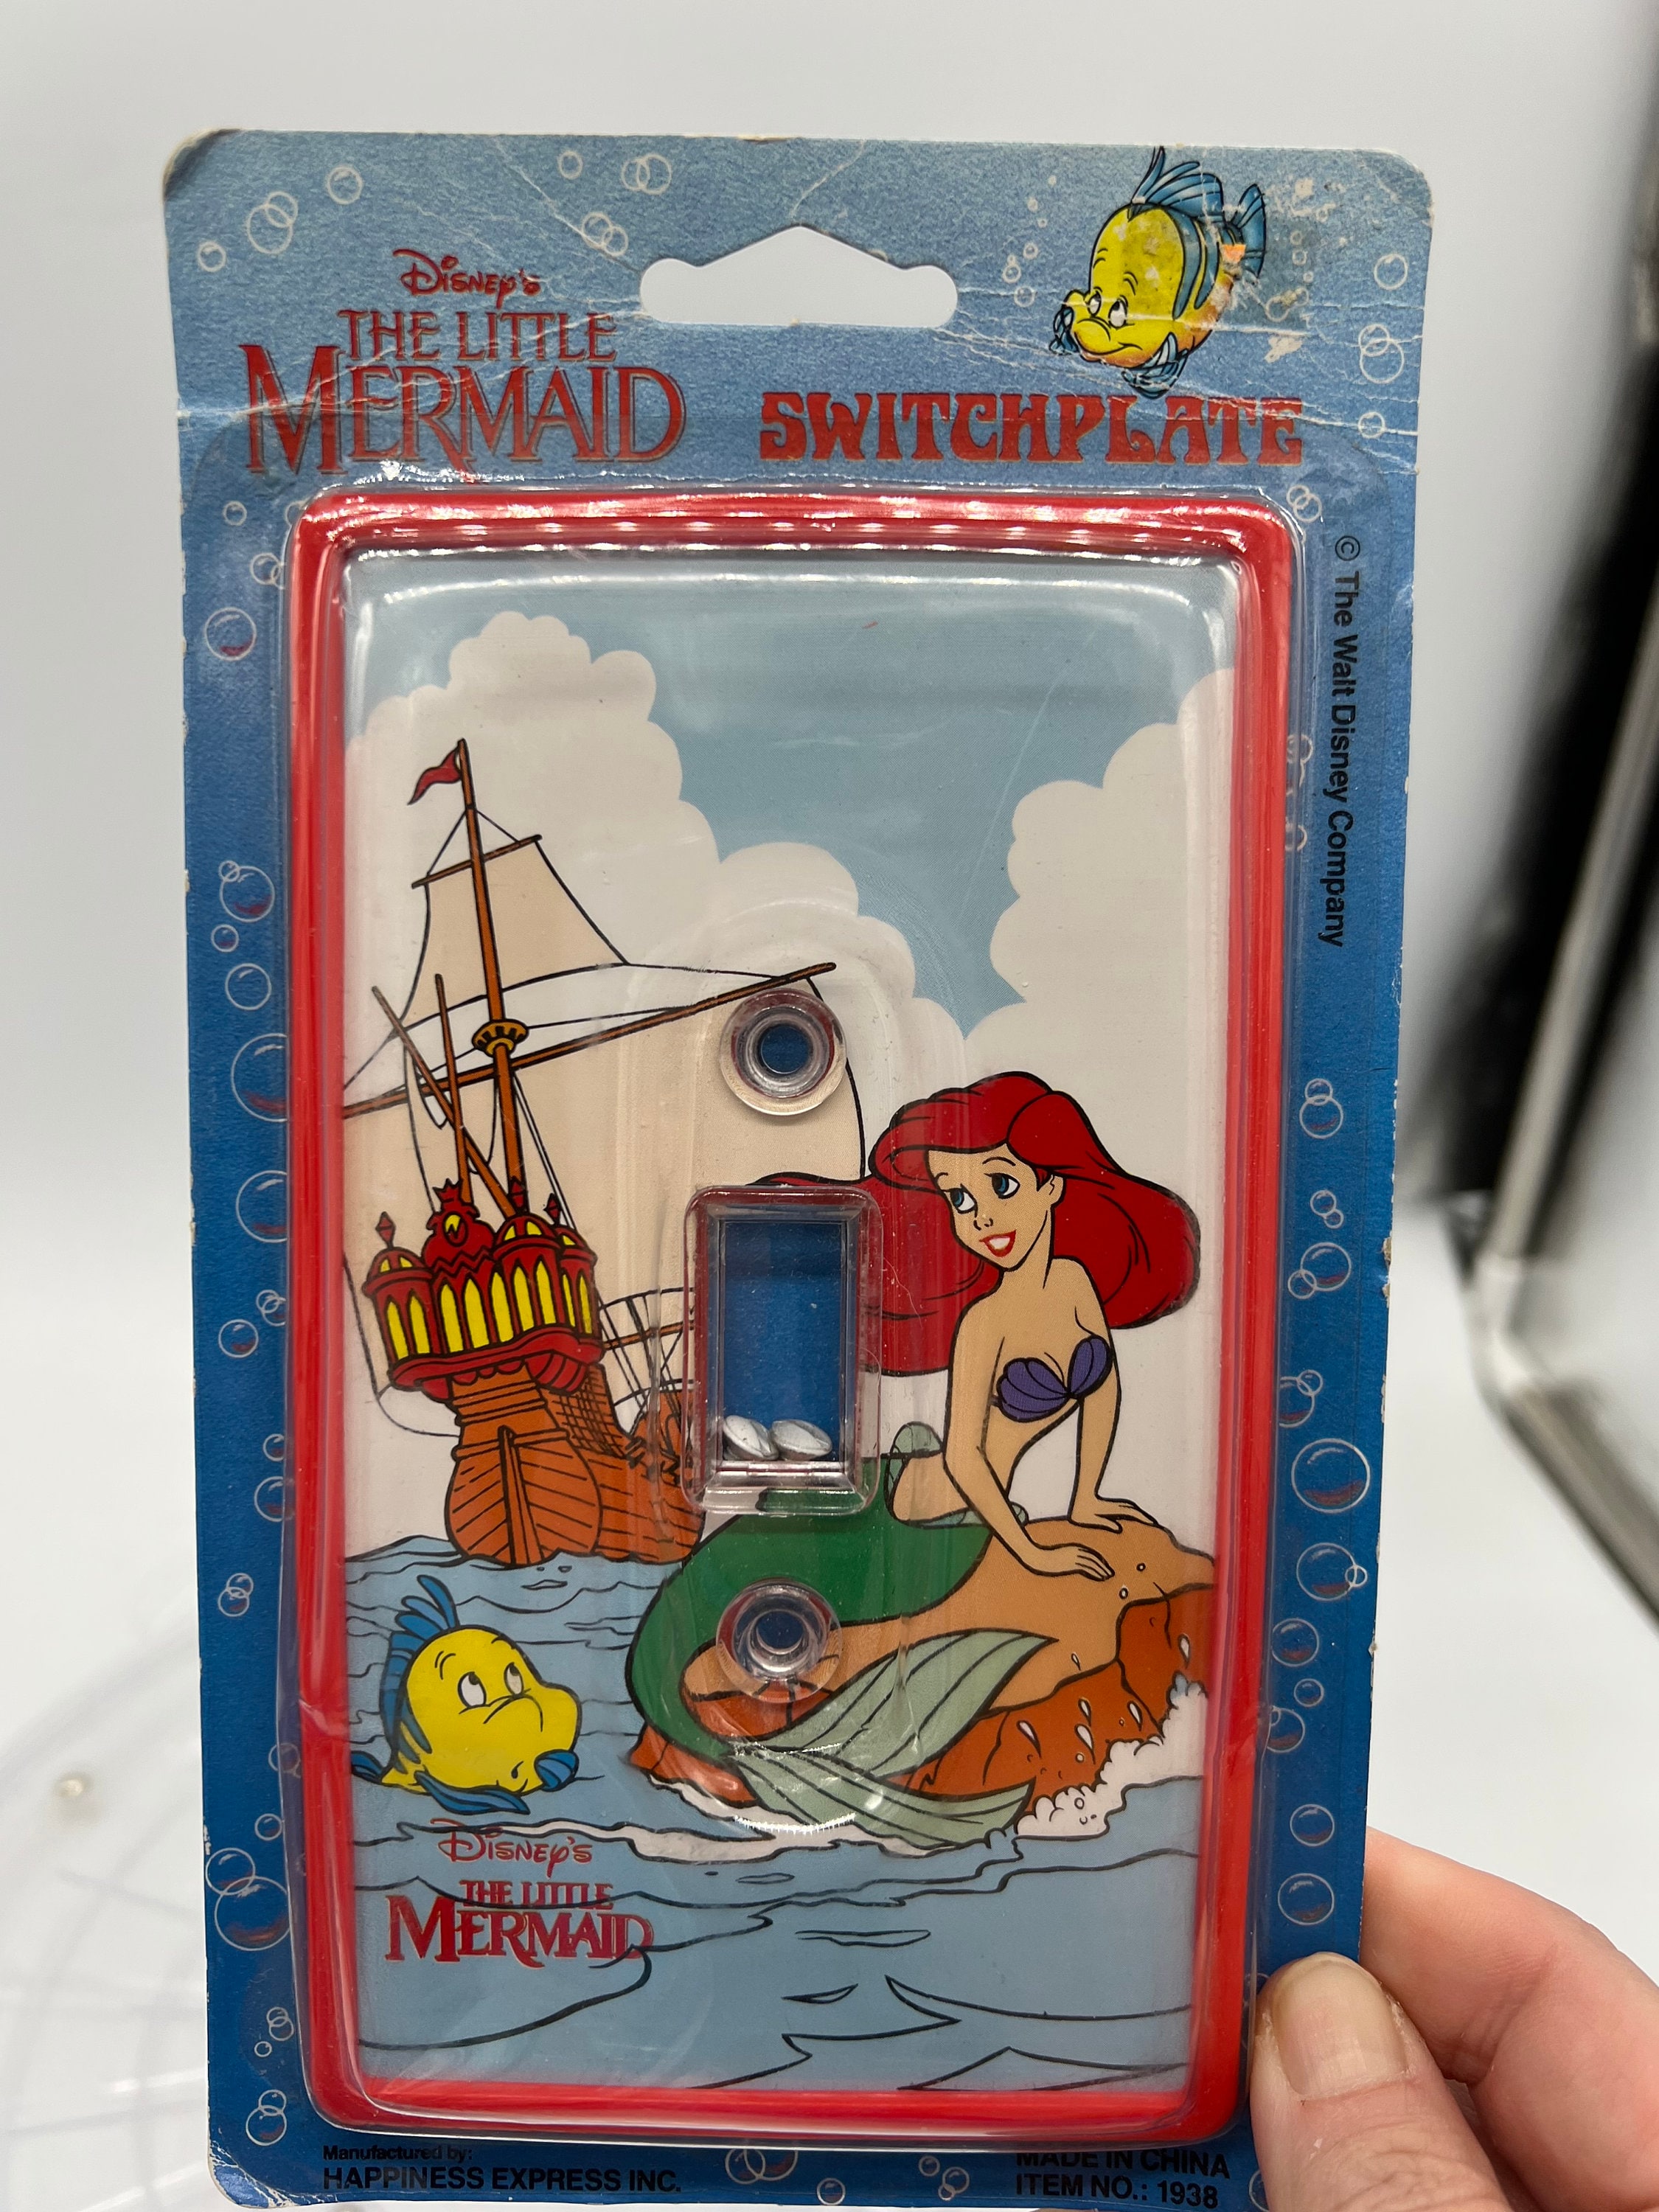 Disney's
THE LITTLE
MERMAID
SWITCHPLATE
© The Walt Disney Company
Disney's
THE LITTLE
MERMAID
Manufactured by:
HAPPINESS EXPRESS INC.
MADE IN CHINA
ITEM NO.: 1938